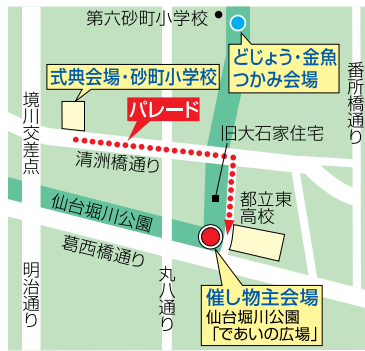 第六砂町小学校
どじょう・金魚
つかみ会場
番所橋通り
式典会場・砂町小学校
境川交差点
パレード
旧大石家住宅
清洲橋通り
都立東
高校
仙台堀川公園
葛西橋通り
明治通り
丸八通り
催し物主会場
仙台堀川公園
「であいの広場」